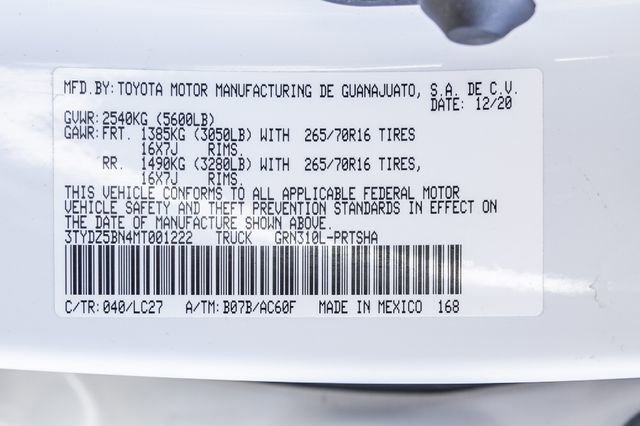 MFD.BY:TOYOTA MOTOR MANUFACTURING DE GUANAJUATO, S.A. DE C.V.
DATE: 12/20
GVWR:2540KG (5600LB)
GAWR:FRT. 1385KG (3050LB) WITH 265/70R16 TIRES
16X7J RIMS.
RR. 1490KG (3280LB) WITH 265/70R16 TIRES,
16X7J RIMS.
THIS VEHICLE CONFORMS TO ALL APPLICABLE FEDERAL MOTOR
VEHICLE SAFETY AND THEFT PREVENTION STANDARDS IN EFFECT ON
THE DATE OF MANUFACTURE SHOWN ABOVE.
3TYDZ5BN4MT001222 TRUCK GRN310L-PRTSHA
C/TR:040/LC27 A/TM:B07B/AC60F MADE IN MEXICO 168